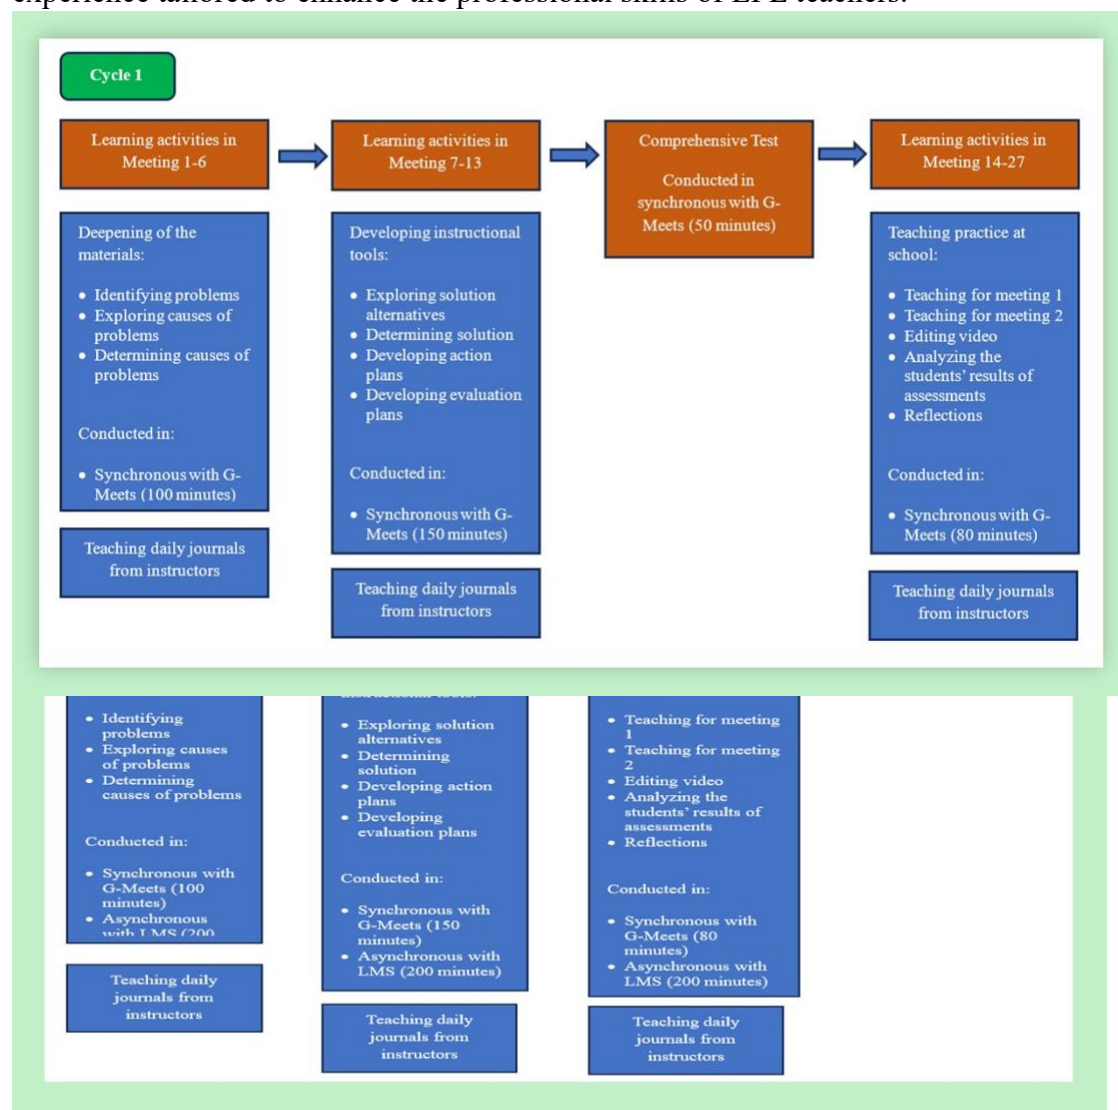 experience tailored to enhance the professional skills of EFL teachers.
Cycle 1
Learning activities in
Meeting 1-6
Learning activities in
Meeting 7-13
Comprehensive Test
Conducted in
synchronous with G-
Meets (50 minutes)
Learning activities in
Meeting 14-27
Deepening of the
materials:
• Identifying problems
• Exploring causes of
problems
• Determining causes of
problems
Conducted in:
• Synchronous with G-
Meets (100 minutes)
Teaching daily journals
from instructors
Developing instructional
tools:
• Exploring solution
alternatives
• Determining solution
• Developing action
plans
• Developing evaluation
plans
Conducted in:
• Synchronous with G-
Meets (150 minutes)
Teaching daily journals
from instructors
Teaching practice at
school:
• Teaching for meeting 1
• Teaching for meeting 2
• Editing video
• Analyzing the
students' results of
assessments
• Reflections
Conducted in:
• Synchronous with G-
Meets (80 minutes)
Teaching daily journals
from instructors
• Identifying
problems
• Exploring causes
of problems
• Determining
causes of problems
Conducted in:
• Synchronous with
G-Meets (100
minutes)
• Asynchronous
with LMS (200
Teaching daily
journals from
instructors
instructional tools:
• Exploring solution
alternatives
• Determining
solution
• Developing action
plans
• Developing
evaluation plans
Conducted in:
• Synchronous with
G-Meets (150
minutes)
• Asynchronous with
LMS (200 minutes)
Teaching daily
journals from
instructors
• Teaching for meeting
1
• Teaching for meeting
2
• Editing video
• Analyzing the
students' results of
assessments
• Reflections
Conducted in:
• Synchronous with
G-Meets (80
minutes)
• Asynchronous with
LMS (200 minutes)
Teaching daily
journals from
instructors